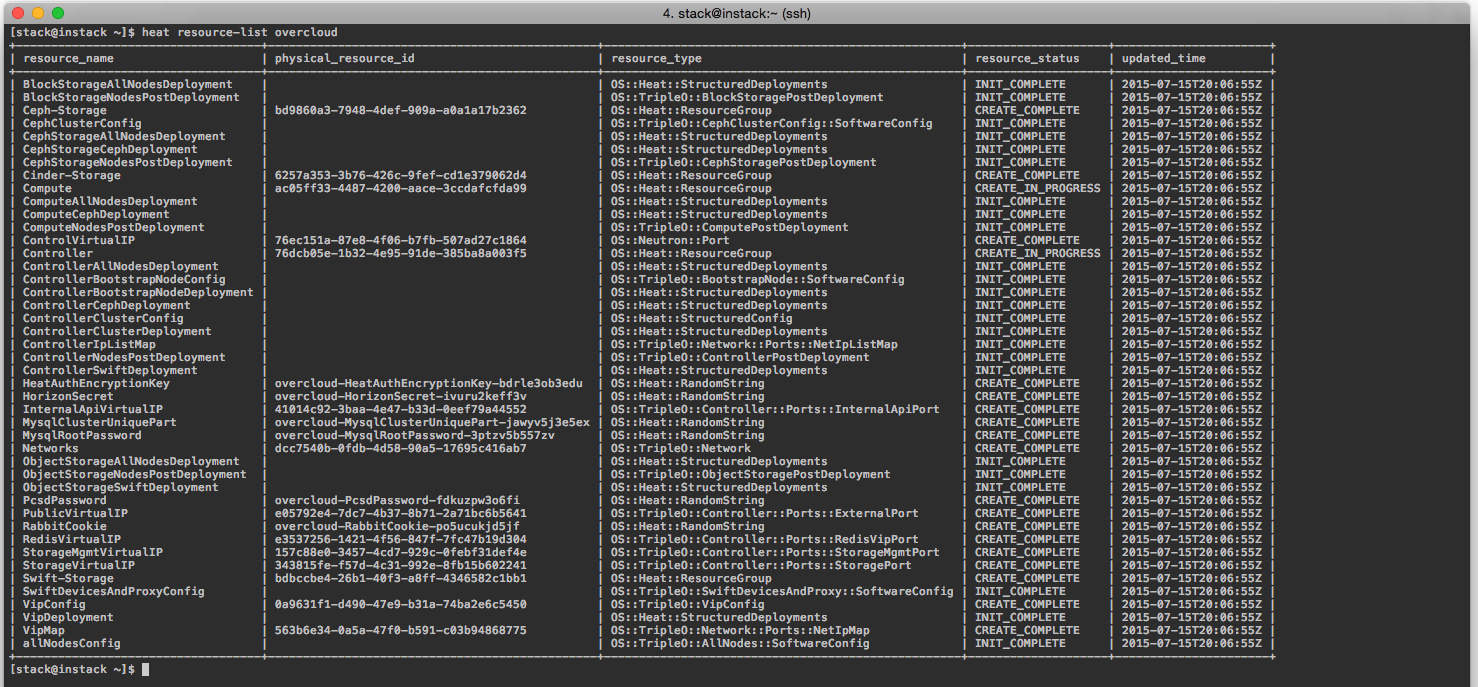 4. stack@instack:~ (ssh)
[stack@instack ~]$ heat resource-list overcloud
| resource_name | physical_resource_id | resource_type | resource_status | updated_time |
| BlockStorageAllNodesDeployment | | OS::Heat::StructuredDeployments | INIT_COMPLETE | 2015-07-15T20:06:55Z |
| BlockStorageNodesPostDeployment | | OS::TripleO::BlockStoragePostDeployment | INIT_COMPLETE | 2015-07-15T20:06:55Z |
| Ceph-Storage | bd9860a3-7948-4def-909a-a0a1a17b2362 | OS::Heat::ResourceGroup | CREATE_COMPLETE | 2015-07-15T20:06:55Z |
| CephClusterConfig | | OS::TripleO::CephClusterConfig::SoftwareConfig | INIT_COMPLETE | 2015-07-15T20:06:55Z |
| CephStorageAllNodesDeployment | | OS::Heat::StructuredDeployments | INIT_COMPLETE | 2015-07-15T20:06:55Z |
| CephStorageCephDeployment | | OS::Heat::StructuredDeployments | INIT_COMPLETE | 2015-07-15T20:06:55Z |
| CephStorageNodesPostDeployment | | OS::TripleO::CephStoragePostDeployment | INIT_COMPLETE | 2015-07-15T20:06:55Z |
| Cinder-Storage | 6257a353-3b76-426c-9fef-cd1e379062d4 | OS::Heat::ResourceGroup | CREATE_COMPLETE | 2015-07-15T20:06:55Z |
| Compute | ac05ff33-4487-4200-aace-3ccdafcfda99 | OS::Heat::ResourceGroup | CREATE_IN_PROGRESS | 2015-07-15T20:06:55Z |
| ComputeAllNodesDeployment | | OS::Heat::StructuredDeployments | INIT_COMPLETE | 2015-07-15T20:06:55Z |
| ComputeCephDeployment | | OS::Heat::StructuredDeployments | INIT_COMPLETE | 2015-07-15T20:06:55Z |
| ComputeNodesPostDeployment | | OS::TripleO::ComputePostDeployment | INIT_COMPLETE | 2015-07-15T20:06:55Z |
| ControlVirtualIP | 76ec151a-87e8-4f06-b7fb-507ad27c1864 | OS::Neutron::Port | CREATE_COMPLETE | 2015-07-15T20:06:55Z |
| Controller | 76dcb05e-1b32-4e95-91de-385ba8a003f5 | OS::Heat::ResourceGroup | CREATE_IN_PROGRESS | 2015-07-15T20:06:55Z |
| ControllerAllNodesDeployment | | OS::Heat::StructuredDeployments | INIT_COMPLETE | 2015-07-15T20:06:55Z |
| ControllerBootstrapNodeConfig | | OS::TripleO::BootstrapNode::SoftwareConfig | INIT_COMPLETE | 2015-07-15T20:06:55Z |
| ControllerBootstrapNodeDeployment | | OS::Heat::StructuredDeployments | INIT_COMPLETE | 2015-07-15T20:06:55Z |
| ControllerCephDeployment | | OS::Heat::StructuredDeployments | INIT_COMPLETE | 2015-07-15T20:06:55Z |
| ControllerClusterConfig | | OS::Heat::StructuredConfig | INIT_COMPLETE | 2015-07-15T20:06:55Z |
| ControllerClusterDeployment | | OS::Heat::StructuredDeployments | INIT_COMPLETE | 2015-07-15T20:06:55Z |
| ControllerIpListMap | | OS::TripleO::Network::Ports::NetIpListMap | INIT_COMPLETE | 2015-07-15T20:06:55Z |
| ControllerNodesPostDeployment | | OS::TripleO::ControllerPostDeployment | INIT_COMPLETE | 2015-07-15T20:06:55Z |
| ControllerSwiftDeployment | | OS::Heat::StructuredDeployments | INIT_COMPLETE | 2015-07-15T20:06:55Z |
| HeatAuthEncryptionKey | overcloud-HeatAuthEncryptionKey-bdrle3ob3edu | OS::Heat::RandomString | CREATE_COMPLETE | 2015-07-15T20:06:55Z |
| HorizonSecret | overcloud-HorizonSecret-ivuru2keff3v | OS::Heat::RandomString | CREATE_COMPLETE | 2015-07-15T20:06:55Z |
| InternalApiVirtualIP | 41014c92-3baa-4e47-b33d-0eef79a44552 | OS::TripleO::Controller::Ports::InternalApiPort | CREATE_COMPLETE | 2015-07-15T20:06:55Z |
| MysqlClusterUniquePart | overcloud-MysqlClusterUniquePart-jawyv5j3e5ex | OS::Heat::RandomString | CREATE_COMPLETE | 2015-07-15T20:06:55Z |
| MysqlRootPassword | overcloud-MysqlRootPassword-3ptzv5b557zv | OS::Heat::RandomString | CREATE_COMPLETE | 2015-07-15T20:06:55Z |
| Networks | dcc7540b-0fdb-4d58-90a5-17695c416ab7 | OS::TripleO::Network | CREATE_COMPLETE | 2015-07-15T20:06:55Z |
| ObjectStorageAllNodesDeployment | | OS::Heat::StructuredDeployments | INIT_COMPLETE | 2015-07-15T20:06:55Z |
| ObjectStorageNodesPostDeployment | | OS::TripleO::ObjectStoragePostDeployment | INIT_COMPLETE | 2015-07-15T20:06:55Z |
| ObjectStorageSwiftDeployment | | OS::Heat::StructuredDeployments | INIT_COMPLETE | 2015-07-15T20:06:55Z |
| PcsdPassword | overcloud-PcsdPassword-fdkuzpw3o6fi | OS::Heat::RandomString | CREATE_COMPLETE | 2015-07-15T20:06:55Z |
| PublicVirtualIP | e05792e4-7dc7-4b37-8b71-2a71bc6b5641 | OS::TripleO::Controller::Ports::ExternalPort | CREATE_COMPLETE | 2015-07-15T20:06:55Z |
| RabbitCookie | overcloud-RabbitCookie-po5ucukjd5jf | OS::Heat::RandomString | CREATE_COMPLETE | 2015-07-15T20:06:55Z |
| RedisVirtualIP | e3537256-1421-4f56-847f-7fc47b19d304 | OS::TripleO::Controller::Ports::RedisVipPort | CREATE_COMPLETE | 2015-07-15T20:06:55Z |
| StorageMgmtVirtualIP | 157c88e0-3457-4cd7-929c-0febf31def4e | OS::TripleO::Controller::Ports::StorageMgmtPort | CREATE_COMPLETE | 2015-07-15T20:06:55Z |
| StorageVirtualIP | 343815fe-f57d-4c31-992e-8fb15b602241 | OS::TripleO::Controller::Ports::StoragePort | CREATE_COMPLETE | 2015-07-15T20:06:55Z |
| Swift-Storage | bdbccbe4-26b1-40f3-a8ff-4346582c1bb1 | OS::Heat::ResourceGroup | CREATE_COMPLETE | 2015-07-15T20:06:55Z |
| SwiftDevicesAndProxyConfig | | OS::TripleO::SwiftDevicesAndProxy::SoftwareConfig | INIT_COMPLETE | 2015-07-15T20:06:55Z |
| VipConfig | 0a9631f1-d490-47e9-b31a-74ba2e6c5450 | OS::TripleO::VipConfig | CREATE_COMPLETE | 2015-07-15T20:06:55Z |
| VipDeployment | | OS::Heat::StructuredDeployments | INIT_COMPLETE | 2015-07-15T20:06:55Z |
| VipMap | 563b6e34-0a5a-47f0-b591-c03b94868775 | OS::TripleO::Network::Ports::NetIpMap | CREATE_COMPLETE | 2015-07-15T20:06:55Z |
| allNodesConfig | | OS::TripleO::AllNodes::SoftwareConfig | INIT_COMPLETE | 2015-07-15T20:06:55Z |
[stack@instack ~]$